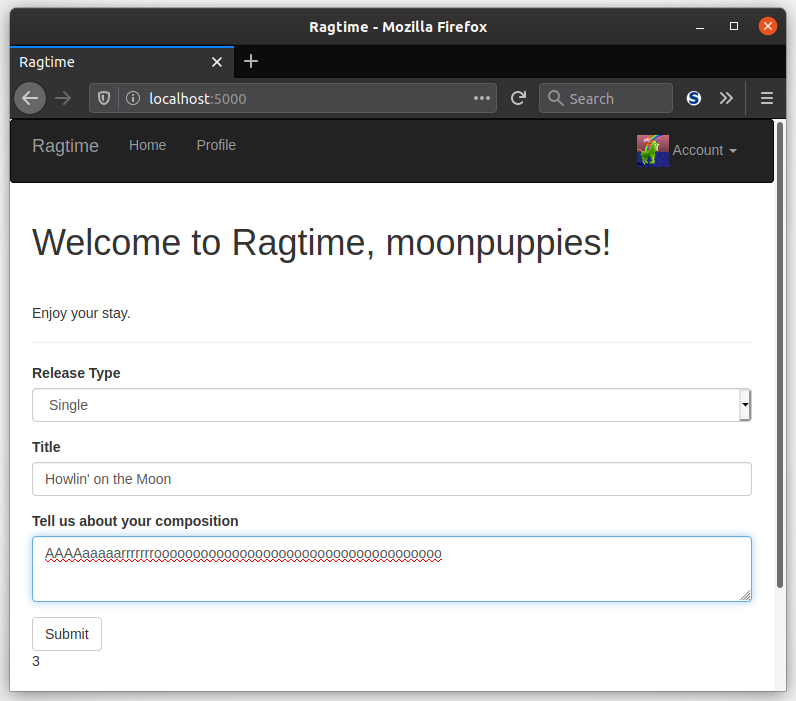 Ragtime - Mozilla Firefox
Ragtime
localhost:5000
Search
Ragtime Home Profile Account
Welcome to Ragtime, moonpuppies!
Enjoy your stay.
Release Type
Single
Title
Howlin' on the Moon
Tell us about your composition
AAAAaaaaarrrrrrrooooooooooooooooooooooooooooooooooooo
Submit
3